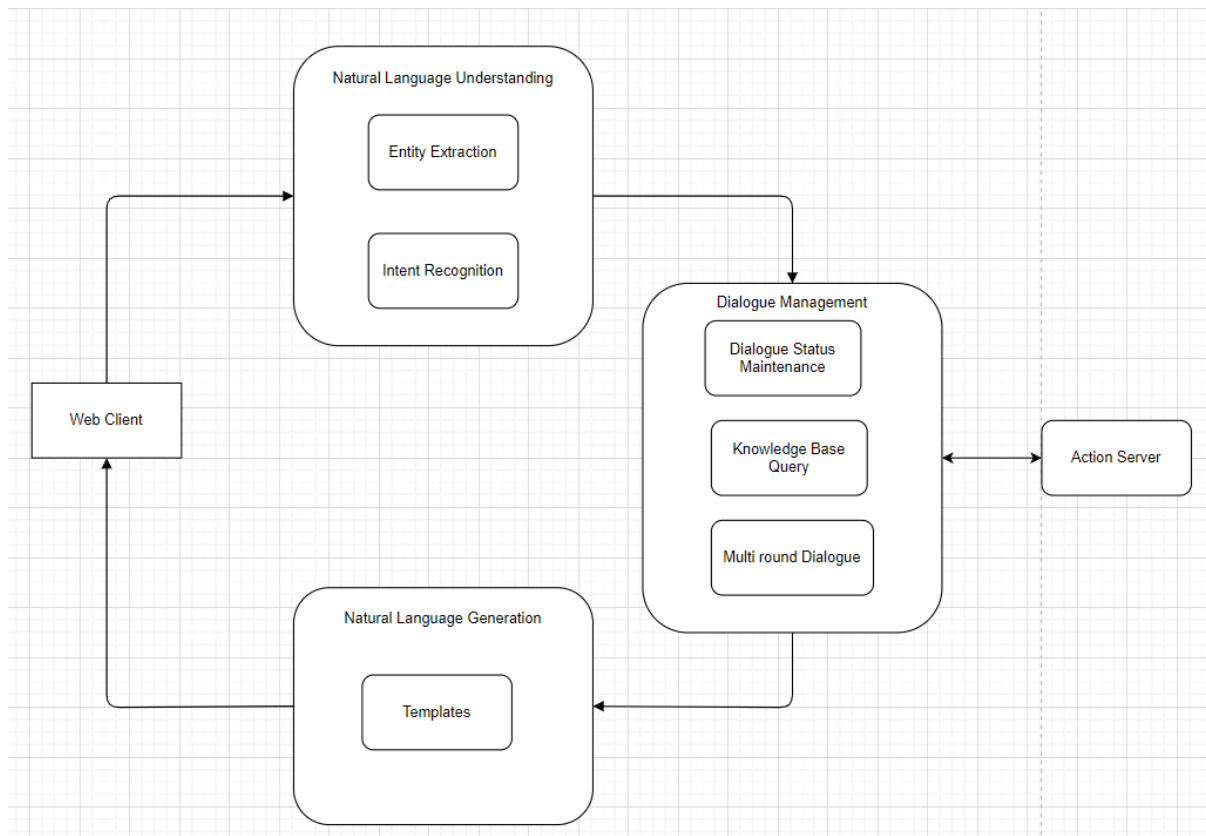 Natural Language Understanding
Entity Extraction
Intent Recognition
Dialogue Management
Dialogue Status
Maintenance
Knowledge Base
Query
Multi round Dialogue
Web Client
Action Server
Natural Language Generation
Templates